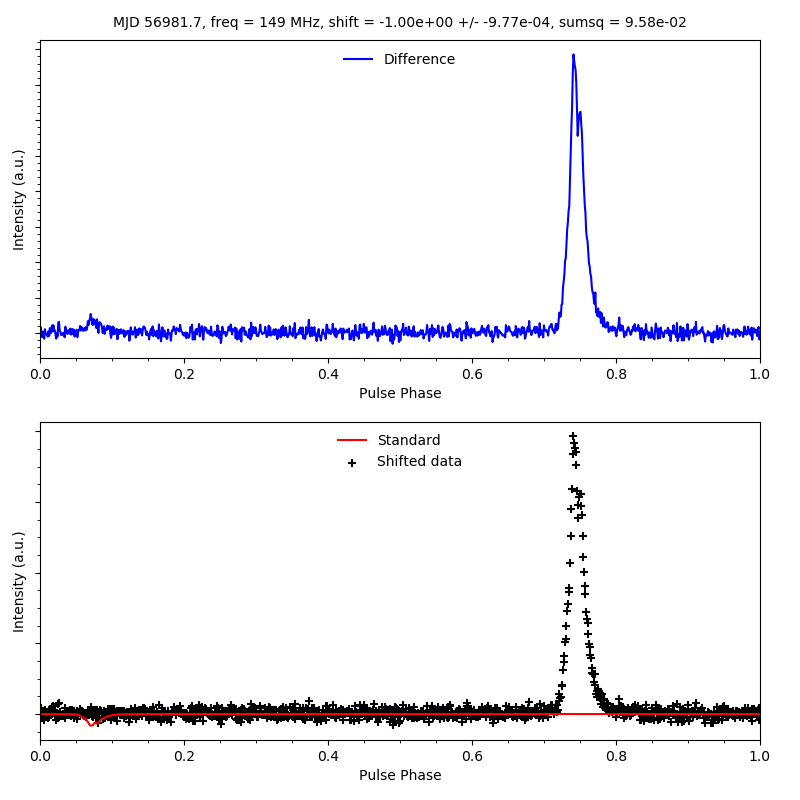 MJD 56981.7, freq = 149 MHz, shift = -1.00e+00 +/- -9.77e-04, sumsq = 9.58e-02
Difference
Intensity (a.u.)
0.0 0.2 0.4 0.6 0.8 1.0
Pulse Phase
Standard
Shifted data
Intensity (a.u.)
0.0 0.2 0.4 0.6 0.8 1.0
Pulse Phase